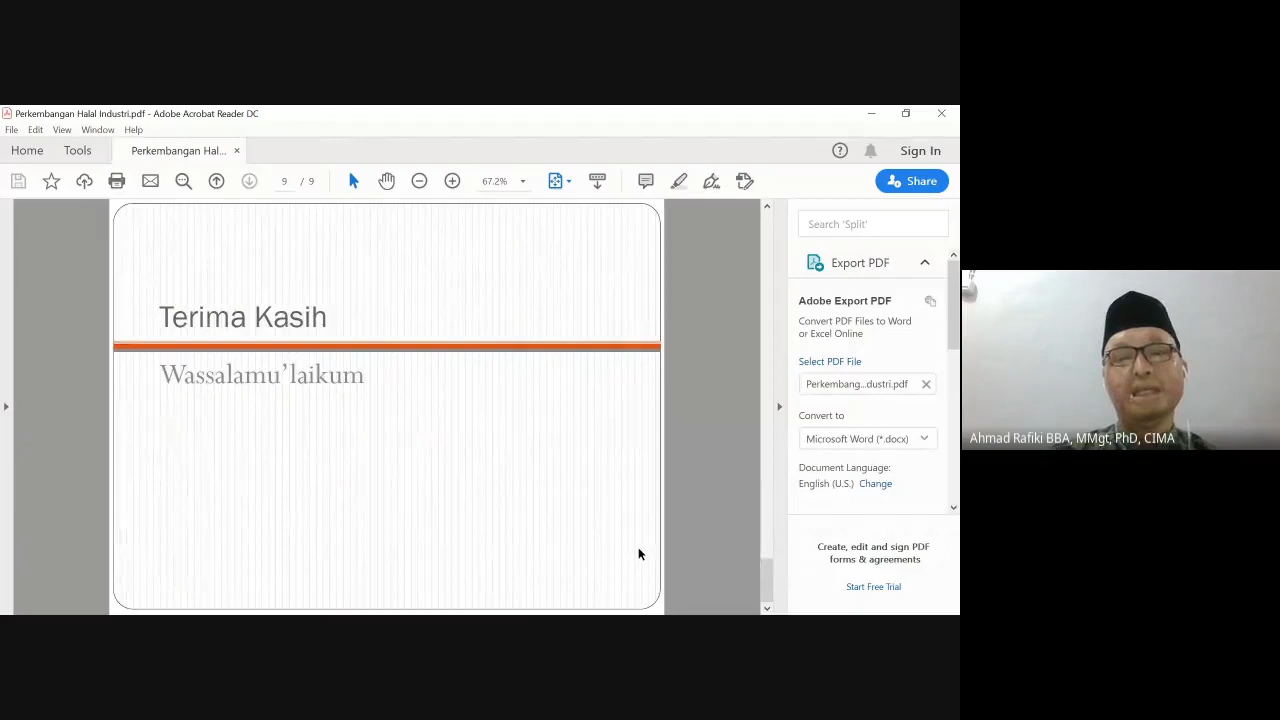 Perkembangan Halal Industri.pdf - Adobe Acrobat Reader DC
File Edit View Window Help
Home Tools Perkembangan Hal... × Sign In
9 / 9 67.2% Share
Terima Kasih
Wassalamu’laikum
Search 'Split'
Export PDF
Adobe Export PDF
Convert PDF Files to Word
or Excel Online
Select PDF File
Perkembang...dustri.pdf
Convert to
Microsoft Word (*.docx)
Document Language:
English (U.S.) Change
Create, edit and sign PDF
forms & agreements
Start Free Trial
Ahmad Rafiki BBA, MMgt, PhD, CIMA